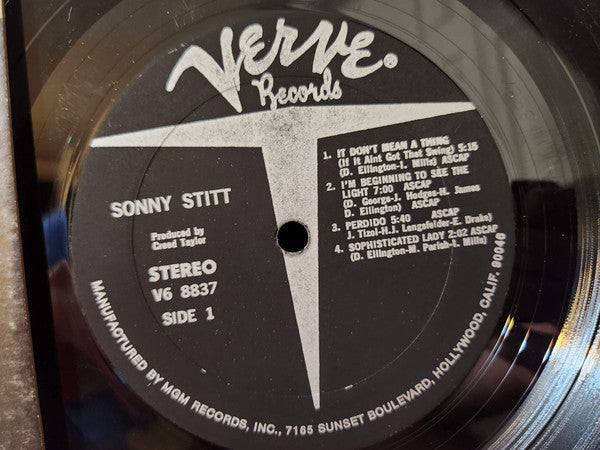 VERVE.
Records
SONNY STITT
Produced by
Creed Taylor
STEREO
V6 8837
SIDE 1
1. IT DON'T MEAN A THING
(If It Aint Got That Swing) 5:15
(D. Ellington-I. Mills) ASCAP
2. I'M BEGINNING TO SEE THE
LIGHT 7:00 ASCAP
(D. George-J. Hodges-H. James
D. Ellington) ASCAP
3. PERDIDO 5:40 ASCAP
J. Tizol-H.J. Lengsfelder-E. Drake)
4. SOPHISTICATED LADY 2:02 ASCAP
(D. Ellington-M. Parish-I. Mills)
MANUFACTURED BY MGM RECORDS, INC., 7165 SUNSET BOULEVARD, HOLLYWOOD, CALIF. 90046